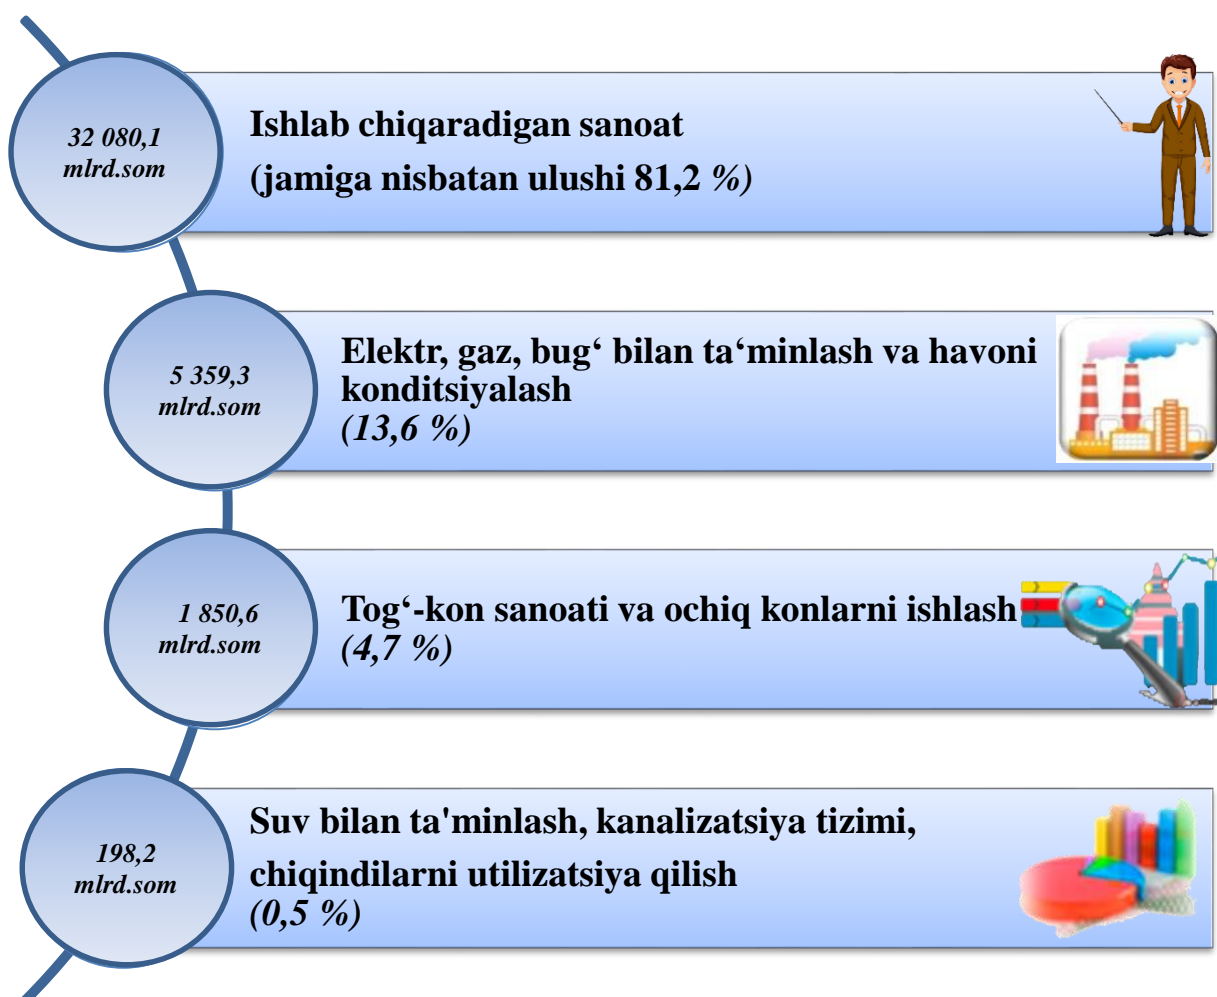 32 080,1
mlrd.som
Ishlab chiqaradigan sanoat
(jamiga nisbatan ulushi 81,2 %)
5 359,3
mlrd.som
Elektr, gaz, bug‘ bilan ta‘minlash va havoni
konditsiyalash
(13,6 %)
1 850,6
mlrd.som
Tog‘-kon sanoati va ochiq konlarni ishlash
(4,7 %)
198,2
mlrd.som
Suv bilan ta'minlash, kanalizatsiya tizimi,
chiqindilarni utilizatsiya qilish
(0,5 %)